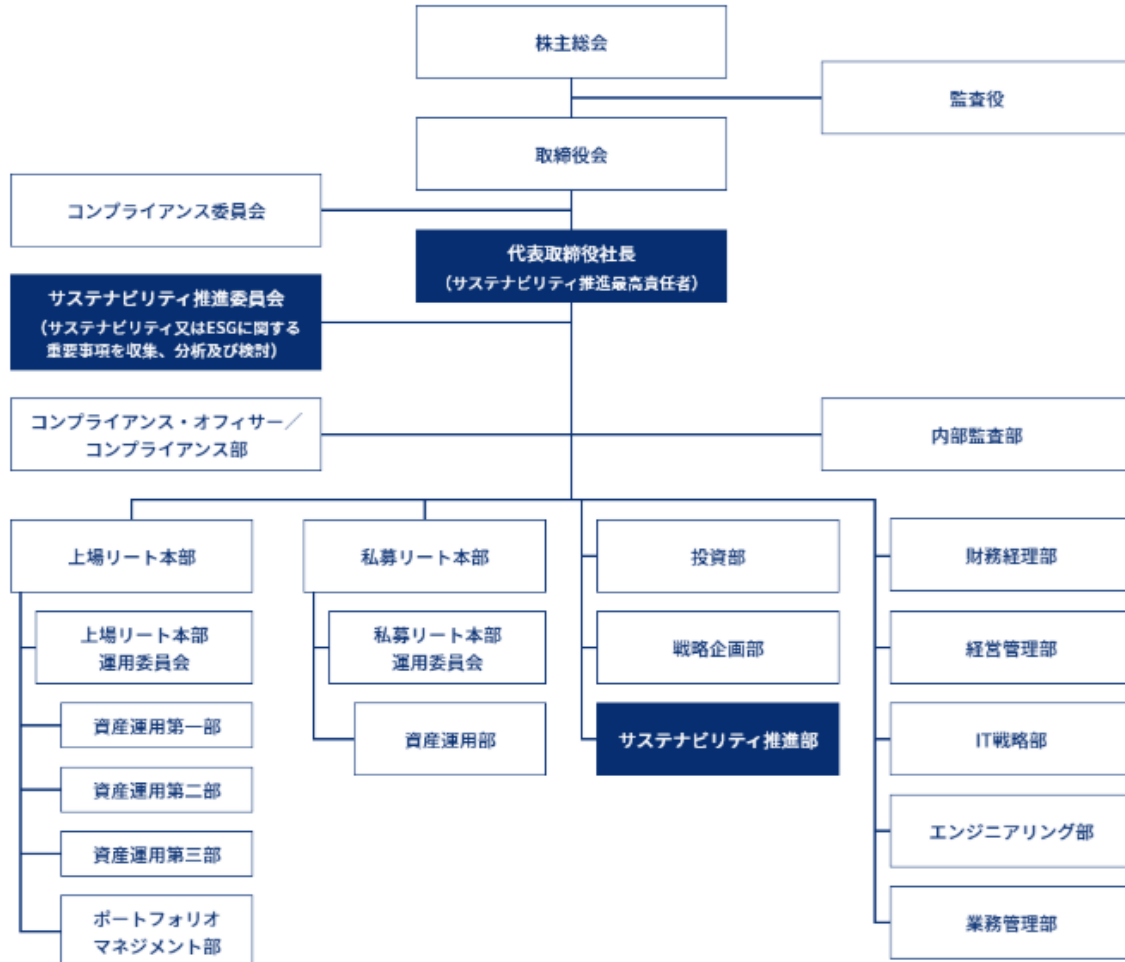 株主総会
監査役
取締役会
コンプライアンス委員会
代表取締役社長
（サステナビリティ推進最高責任者）
サステナビリティ推進委員会
（サステナビリティ又はESGに関する
重要事項を収集、分析及び検討）
コンプライアンス・オフィサー／
コンプライアンス部
内部監査部
上場リート本部
上場リート本部
運用委員会
資産運用第一部
資産運用第二部
資産運用第三部
ポートフォリオ
マネジメント部
私募リート本部
私募リート本部
運用委員会
資産運用部
投資部
戦略企画部
サステナビリティ推進部
財務経理部
経営管理部
IT戦略部
エンジニアリング部
業務管理部